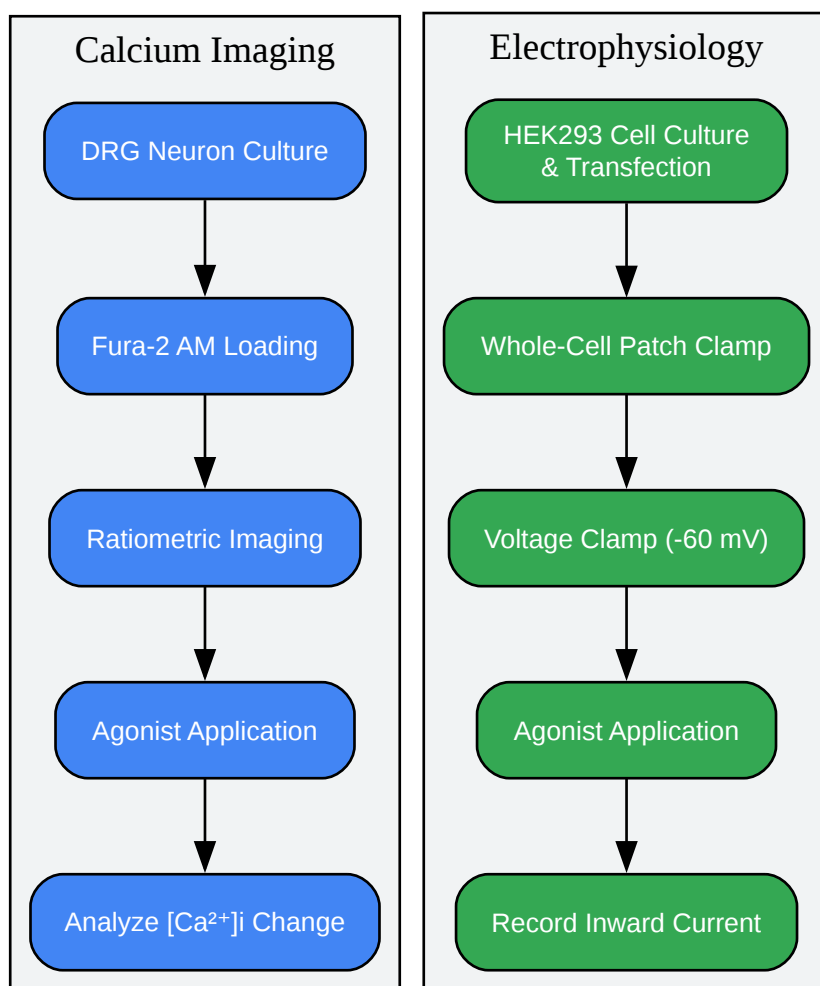 Calcium Imaging
DRG Neuron Culture
Fura-2 AM Loading
Ratiometric Imaging
Agonist Application
Analyze [Ca²⁺]i Change
Electrophysiology
HEK293 Cell Culture
& Transfection
Whole-Cell Patch Clamp
Voltage Clamp (-60 mV)
Agonist Application
Record Inward Current